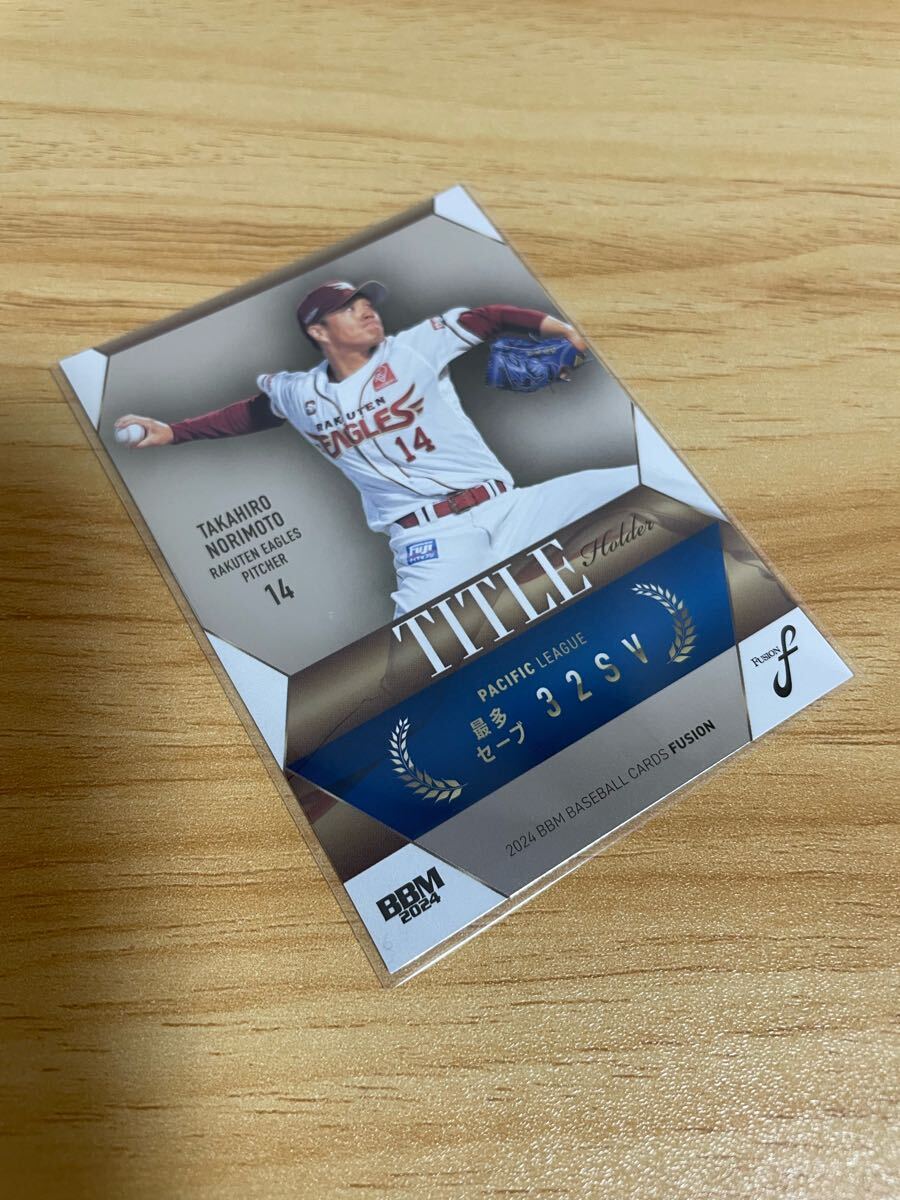 RAKUTEN
EAGLES
14
Fuji
TAKAHIRO
NORIMOTO
RAKUTEN EAGLES
PITCHER
14
TITLE
Holder
PACIFIC LEAGUE
最多
セーブ
32SV
FUSION
f
2024 BBM BASEBALL CARDS FUSION
BBM
2024